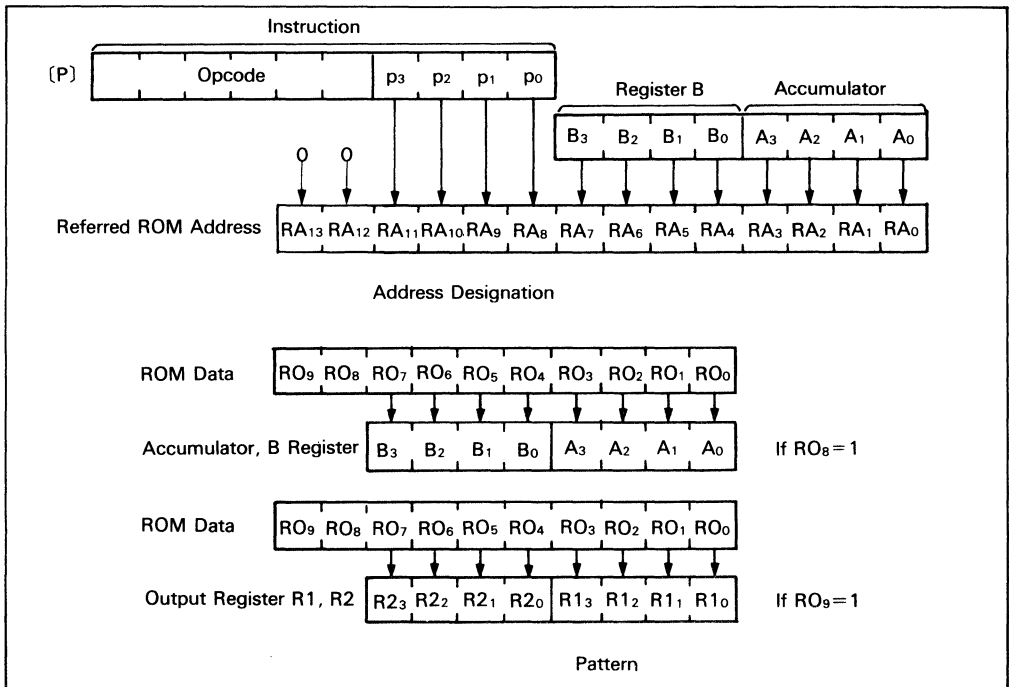 Instruction
[P] Opcode p₃ p₂ p₁ p₀
Register B Accumulator
B₃ B₂ B₁ B₀ A₃ A₂ A₁ A₀
0 0
Referred ROM Address RA₁₃ RA₁₂ RA₁₁ RA₁₀ RA₉ RA₈ RA₇ RA₆ RA₅ RA₄ RA₃ RA₂ RA₁ RA₀
Address Designation
ROM Data RO₉ RO₈ RO₇ RO₆ RO₅ RO₄ RO₃ RO₂ RO₁ RO₀
Accumulator, B Register B₃ B₂ B₁ B₀ A₃ A₂ A₁ A₀ If RO₈=1
ROM Data RO₉ RO₈ RO₇ RO₆ RO₅ RO₄ RO₃ RO₂ RO₁ RO₀
Output Register R1, R2 R2₃ R2₂ R2₁ R2₀ R1₃ R1₂ R1₁ R1₀ If RO₉=1
Pattern